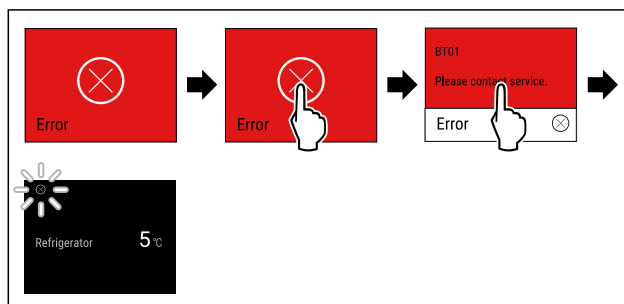 Error
Error
BT01
Please contact service.
Error
Refrigerator 5 °C